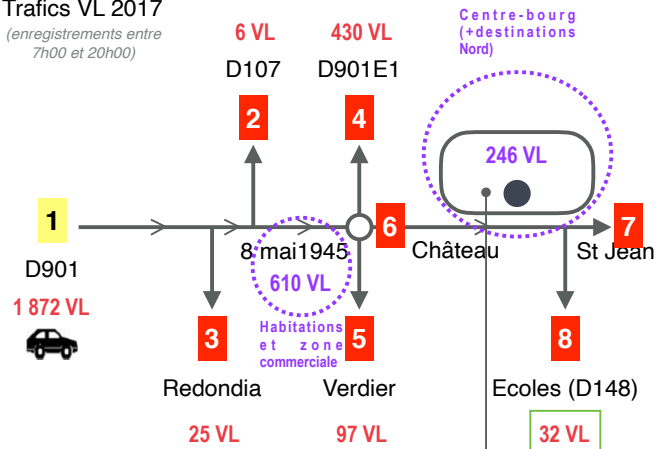 Trafics VL 2017
(enregistrements entre
7h00 et 20h00)
6 VL
430 VL
Centre-bourg
(+destinations
Nord)
D107
D901E1
2
4
246 VL
1
6
7
8 mai1945
Château
St Jean
D901
610 VL
1 872 VL
Habitations
et zone
commerciale
3
5
8
Redondia
Verdier
Ecoles (D148)
25 VL
97 VL
32 VL